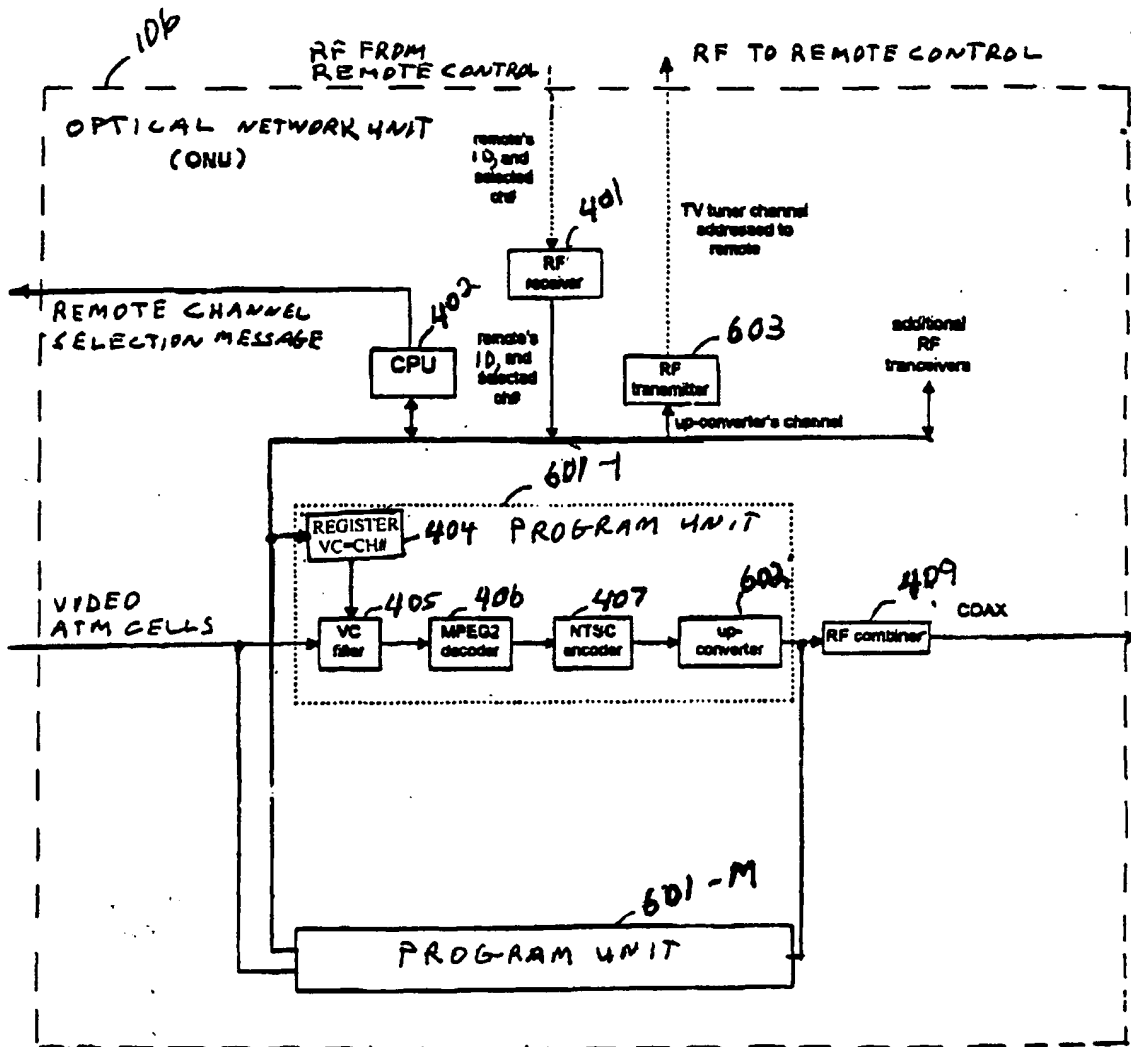 106
RF FROM
REMOTE CONTROL
RF TO REMOTE CONTROL
OPTICAL NETWORK UNIT
(ONU)
remote's
ID, and
selected
ch#
401
TV tuner channel
addressed to
remote
RF
receiver
REMOTE CHANNEL
SELECTION MESSAGE
402
CPU
remote's
ID, and
selected
ch#
603
RF
transmitter
additional
RF
tranceivers
up-converter's channel
601-1
REGISTER
VC=CH#
404
PROGRAM UNIT
VIDEO
ATM CELLS
405
VC
filter
406
MPEG2
decoder
407
NTSC
encoder
602
up-
converter
409
RF combiner
COAX
601-M
PROGRAM UNIT